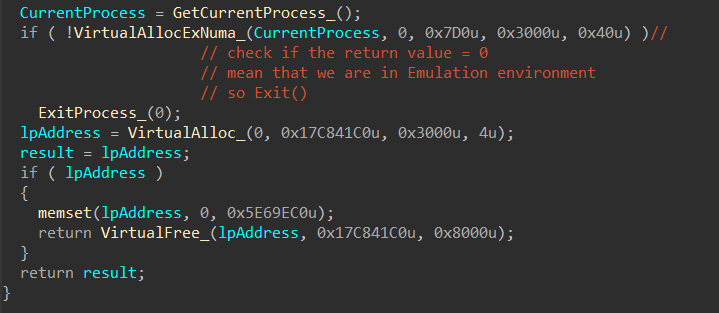 CurrentProcess = GetCurrentProcess_();
if ( !VirtualAllocExNuma_(CurrentProcess, 0, 0x7D0u, 0x3000u, 0x40u) )//
// check if the return value = 0
// mean that we are in Emulation environment
// so Exit()
ExitProcess_(0);
lpAddress = VirtualAlloc_(0, 0x17C841C0u, 0x3000u, 4u);
result = lpAddress;
if ( lpAddress )
{
memset(lpAddress, 0, 0x5E69EC0u);
return VirtualFree_(lpAddress, 0x17C841C0u, 0x8000u);
}
return result;
}